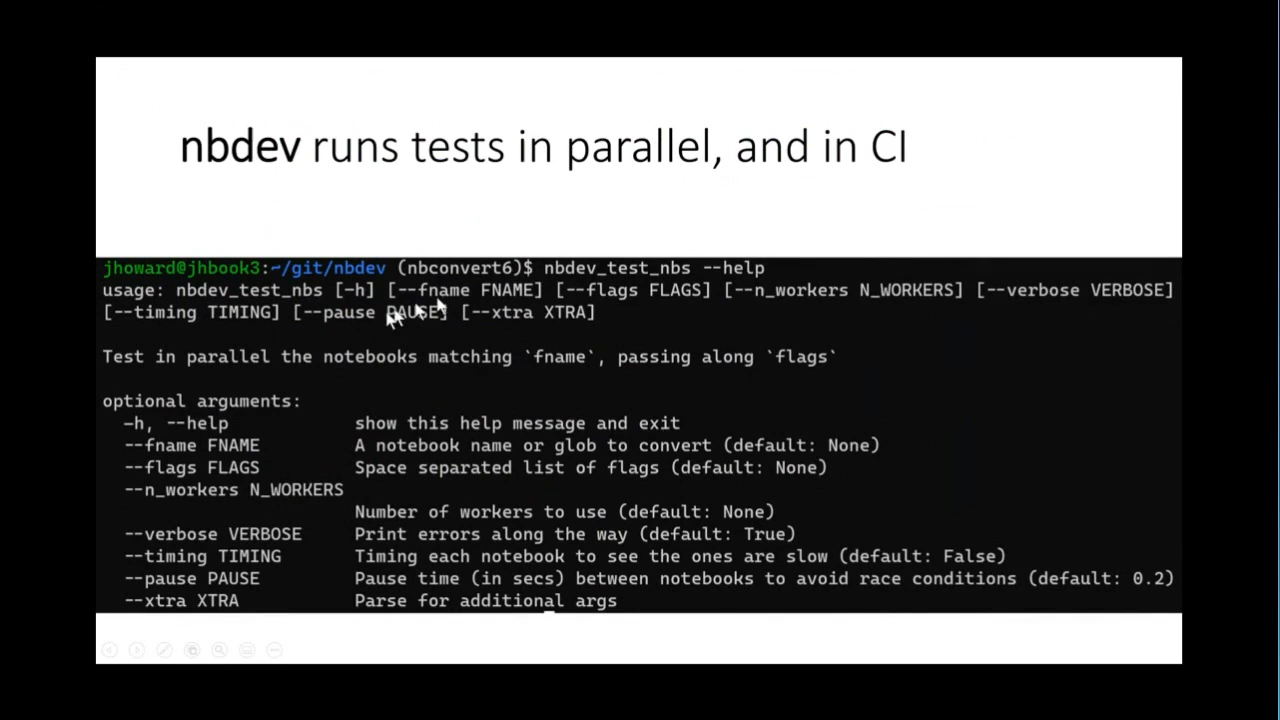 nbdev runs tests in parallel, and in CI
jhoward@jhbook3:~/git/nbdev (nbconvert6)$ nbdev_test_nbs --help
usage: nbdev_test_nbs [-h] [--fname FNAME] [--flags FLAGS] [--n_workers N_WORKERS] [--verbose VERBOSE]
[--timing TIMING] [--pause PAUSE] [--xtra XTRA]
Test in parallel the notebooks matching `fname`, passing along `flags`
optional arguments:
-h, --help show this help message and exit
--fname FNAME A notebook name or glob to convert (default: None)
--flags FLAGS Space separated list of flags (default: None)
--n_workers N_WORKERS
Number of workers to use (default: None)
--verbose VERBOSE Print errors along the way (default: True)
--timing TIMING Timing each notebook to see the ones are slow (default: False)
--pause PAUSE Pause time (in secs) between notebooks to avoid race conditions (default: 0.2)
--xtra XTRA Parse for additional args